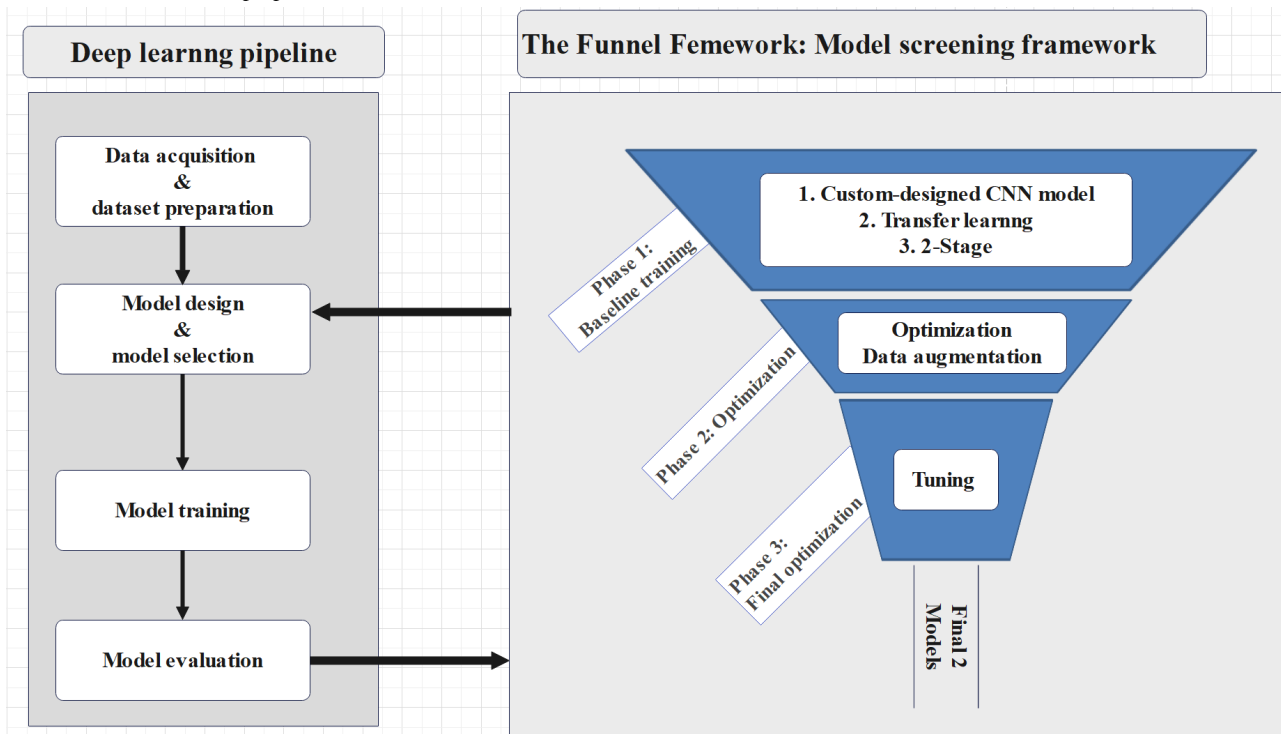 Deep learnng pipeline
Data acquisition
&
dataset preparation
Model design
&
model selection
Model training
Model evaluation
The Funnel Femework: Model screening framework
1. Custom-designed CNN model
2. Transfer learnng
3. 2-Stage
Phase 1:
Baseline training
Optimization
Data augmentation
Phase 2: Optimization
Tuning
Phase 3:
Final optimization
Final 2
Models